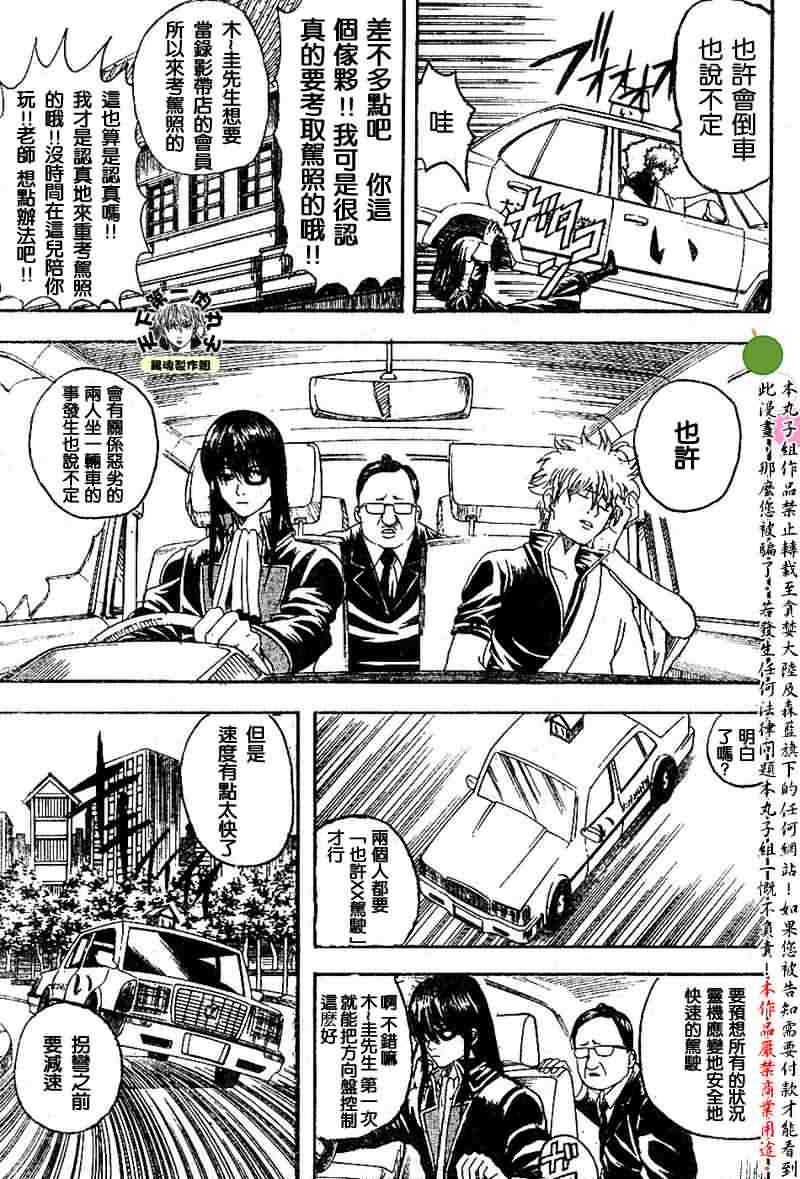 也許會倒車
也說不定
哇
差不多點吧 你這
個傢夥!!我可是很認
真的要考取駕照的哦!!
木~圭先生想要
當錄影帶店的會員
所以來考駕照的
這也算是認真嗎!!
我才是認真地來重考駕照
的哦!!沒時間在這兒陪你
玩!!老師 想點辦法吧!!
也許
會有關係惡劣的
兩人坐一輛車的
事發生也說不定
明白
了嗎?
兩個人都要
「也許XX駕駛」
才行
但是
速度有點太快了
拐彎之前
要減速
要預想所有的狀況
靈機應變地安全地
快速的駕駛
啊 不錯嘛
木~圭先生 第一次
就能把方向盤控制
這麼好
本丸子組作品禁止轉載至貪婪大陸及森藍旗下的任何網站!如果您被告知需要付款才能看到
此漫畫,那麼您被騙了!若發生任何法律問題本丸子組一概不負責!本作品嚴禁商業用途!